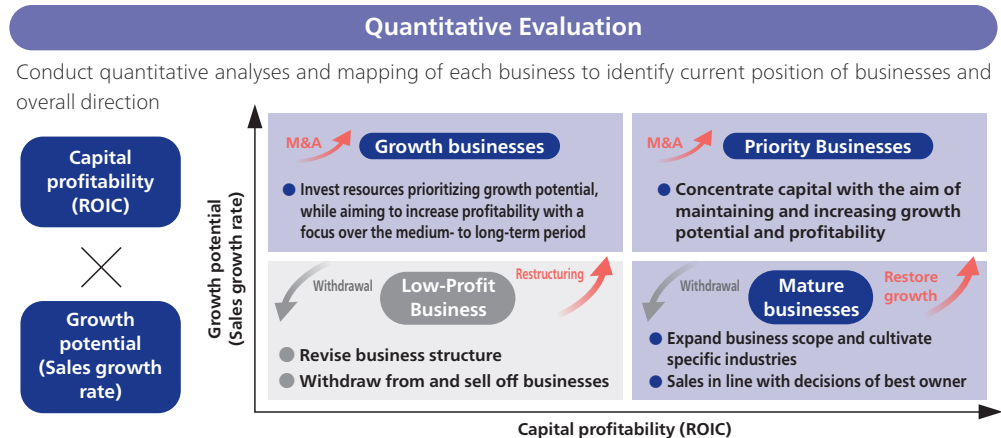 Quantitative Evaluation
Conduct quantitative analyses and mapping of each business to identify current position of businesses and
overall direction
Capital
profitability
(ROIC)
Growth
potential
(Sales growth
rate)
Growth potential
(Sales growth rate)
M&A
Growth businesses
Invest resources prioritizing growth potential,
while aiming to increase profitability with a
focus over the medium- to long-term period
M&A
Priority Businesses
Concentrate capital with the aim of
maintaining and increasing growth
potential and profitability
Withdrawal
Low-Profit
Business
Restructuring
Revise business structure
Withdraw from and sell off businesses
Withdrawal
Mature
businesses
Restore
growth
Expand business scope and cultivate
specific industries
Sales in line with decisions of best owner
Capital profitability (ROIC)